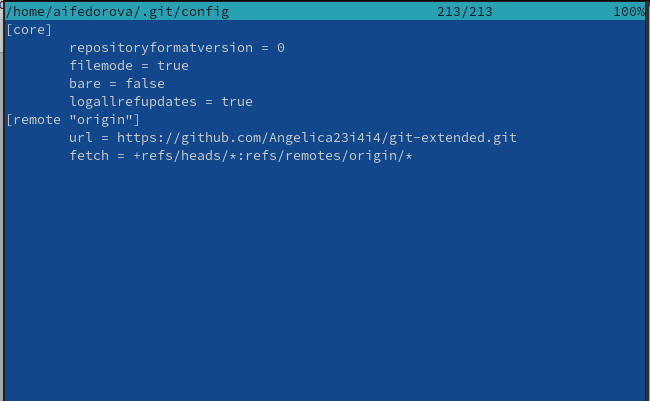 /home/aifedorova/.git/config 213/213 100%
[core]
repositoryformatversion = 0
filemode = true
bare = false
logallrefupdates = true
[remote "origin"]
url = https://github.com/Angelica23i4i4/git-extended.git
fetch = +refs/heads/*:refs/remotes/origin/*